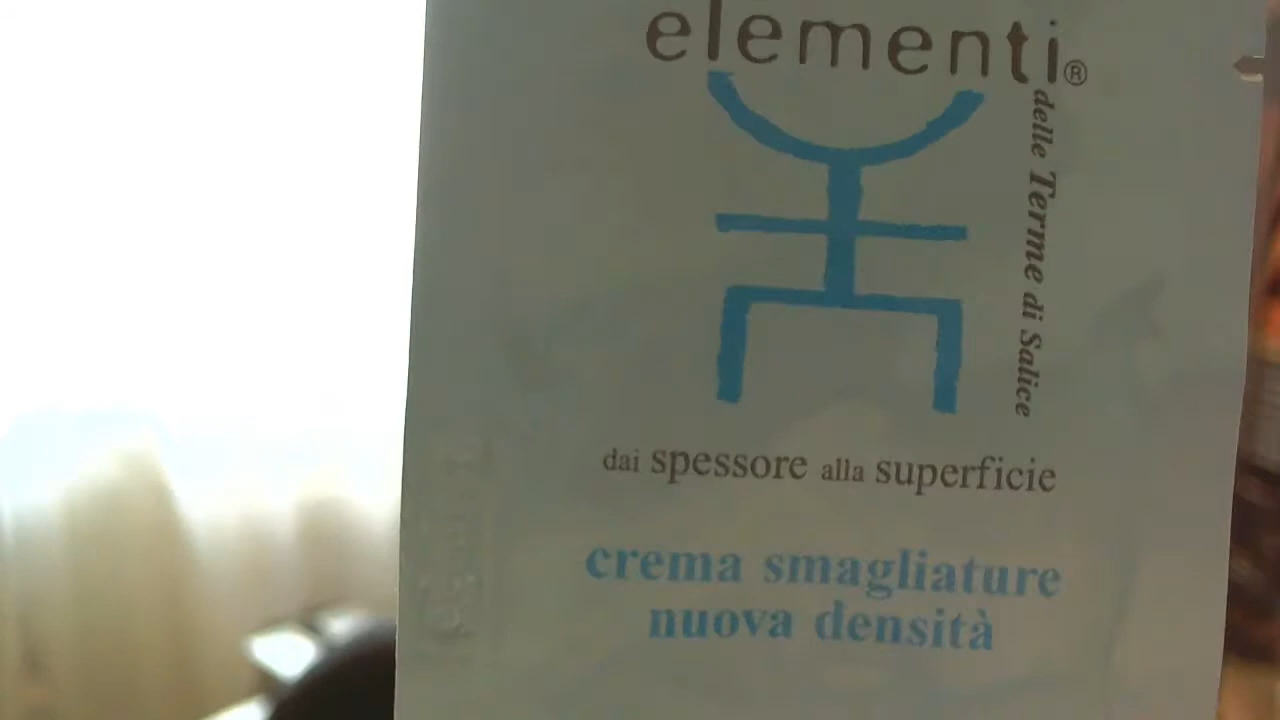 elementi®
delle Terme di Salice
dai spessore alla superficie
crema smagliature
nuova densità